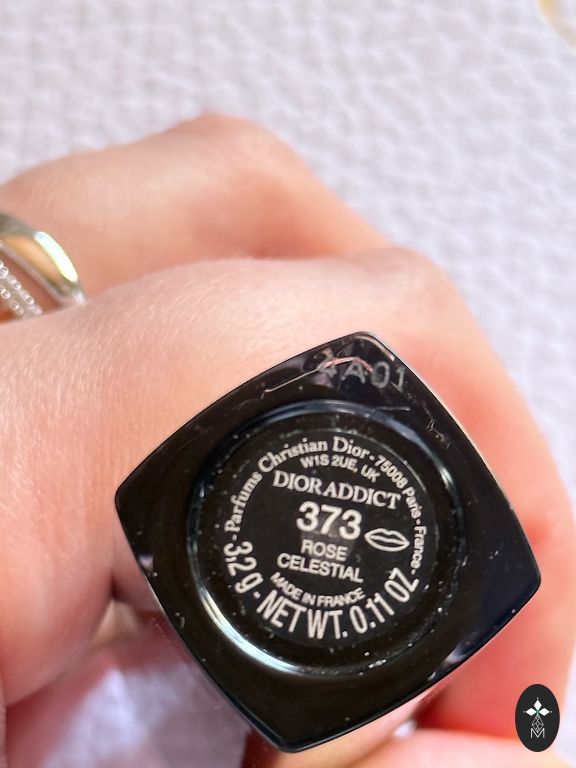 4A01
- Parfums Christian Dior - 75008 Paris - France -
W1S 2UE, UK
DIOR ADDICT
373
ROSE
CELESTIAL
MADE IN FRANCE
3.2 g - NET WT. 0.11 OZ
M